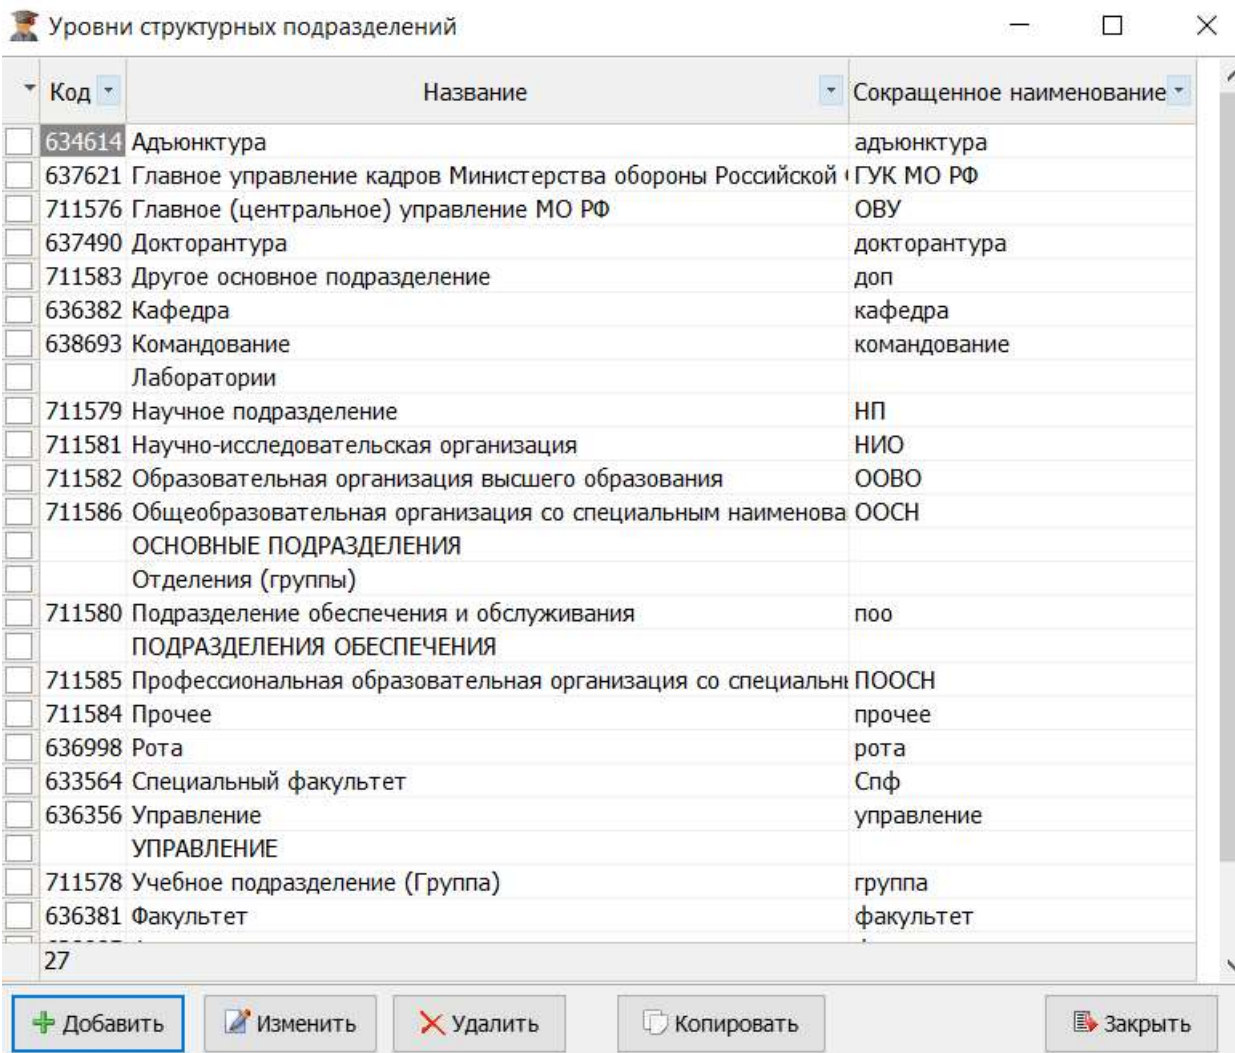 Уровни структурных подразделений
Код Название Сокращенное наименование
634614 Адъюнктура адъюнктура
637621 Главное управление кадров Министерства обороны Российской ГУК МО РФ
711576 Главное (центральное) управление МО РФ ОВУ
637490 Докторантура докторантура
711583 Другое основное подразделение доп
636382 Кафедра кафедра
638693 Командование командование
Лаборатории
711579 Научное подразделение НП
711581 Научно-исследовательская организация НИО
711582 Образовательная организация высшего образования ООВО
711586 Общеобразовательная организация со специальным наименова ООСН
ОСНОВНЫЕ ПОДРАЗДЕЛЕНИЯ
Отделения (группы)
711580 Подразделение обеспечения и обслуживания поо
ПОДРАЗДЕЛЕНИЯ ОБЕСПЕЧЕНИЯ
711585 Профессиональная образовательная организация со специальн ПООСН
711584 Прочее прочее
636998 Рота рота
633564 Специальный факультет Спф
636356 Управление управление
УПРАВЛЕНИЕ
711578 Учебное подразделение (Группа) группа
636381 Факультет факультет
27
Добавить Изменить Удалить Копировать Закрыть